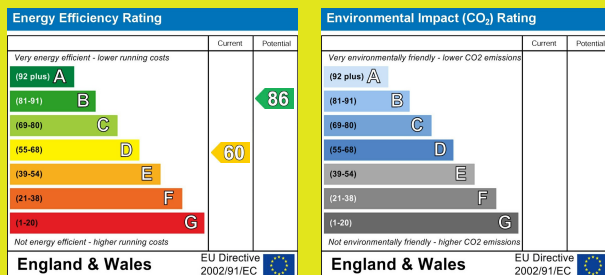 Energy Efficiency Rating
Current Potential
Very energy efficient - lower running costs
(92 plus) A
(81-91) B
86
(69-80) C
(55-68) D
60
(39-54) E
(21-38) F
(1-20) G
Not energy efficient - higher running costs
England & Wales
EU Directive
2002/91/EC
Environmental Impact (CO₂) Rating
Current Potential
Very environmentally friendly - lower CO2 emissions
(92 plus) A
(81-91) B
(69-80) C
(55-68) D
(39-54) E
(21-38) F
(1-20) G
Not environmentally friendly - higher CO2 emissions
England & Wales
EU Directive
2002/91/EC